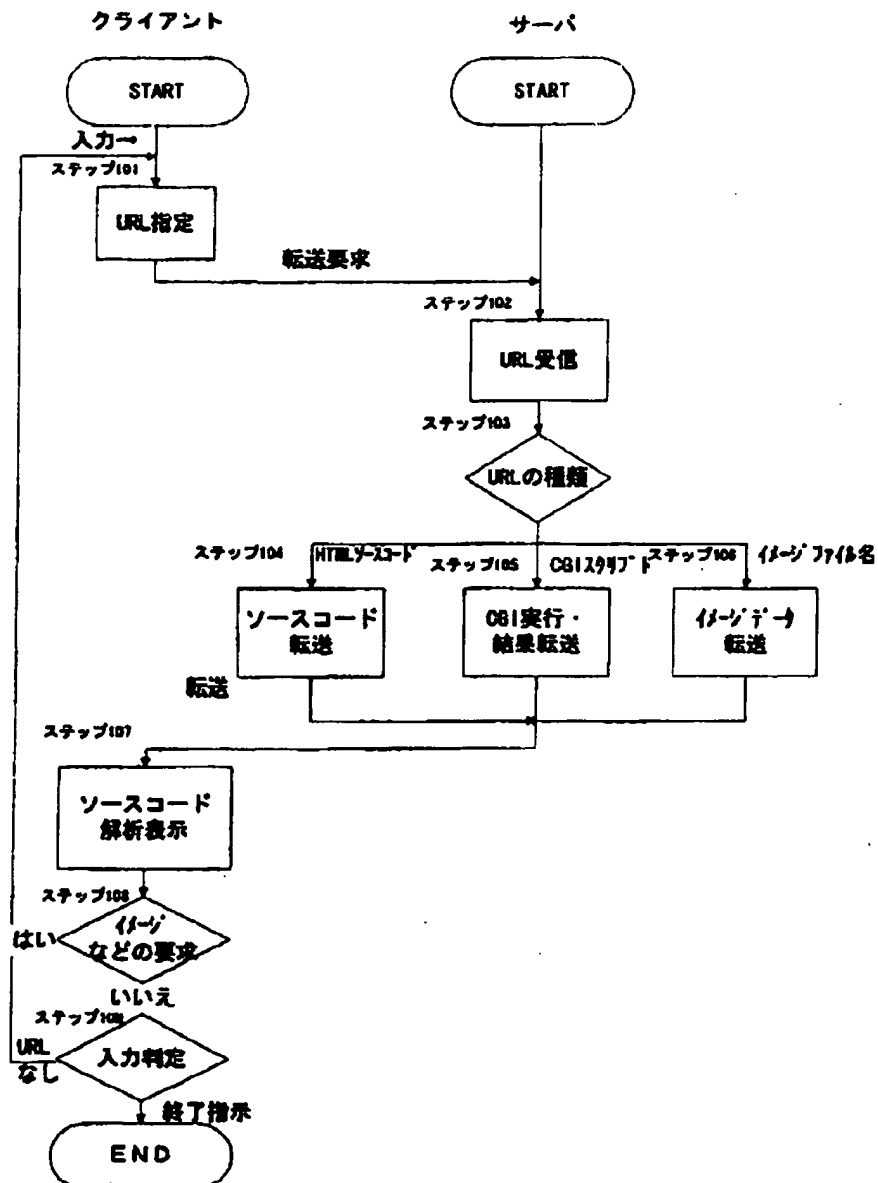 クライアント
サーバ
START
START
入力→
ステップ101
URL指定
転送要求
ステップ102
URL受信
ステップ103
URLの種類
ステップ104
HTMLソースコード
ステップ105
CGIスクリプト
ステップ106
イメージファイル名
ソースコード
転送
CGI実行・
結果転送
イメージデータ
転送
転送
ステップ107
ソースコード
解析表示
ステップ108
イメージ
などの要求
はい
いいえ
ステップ109
URL
なし
入力判定
終了指示
END